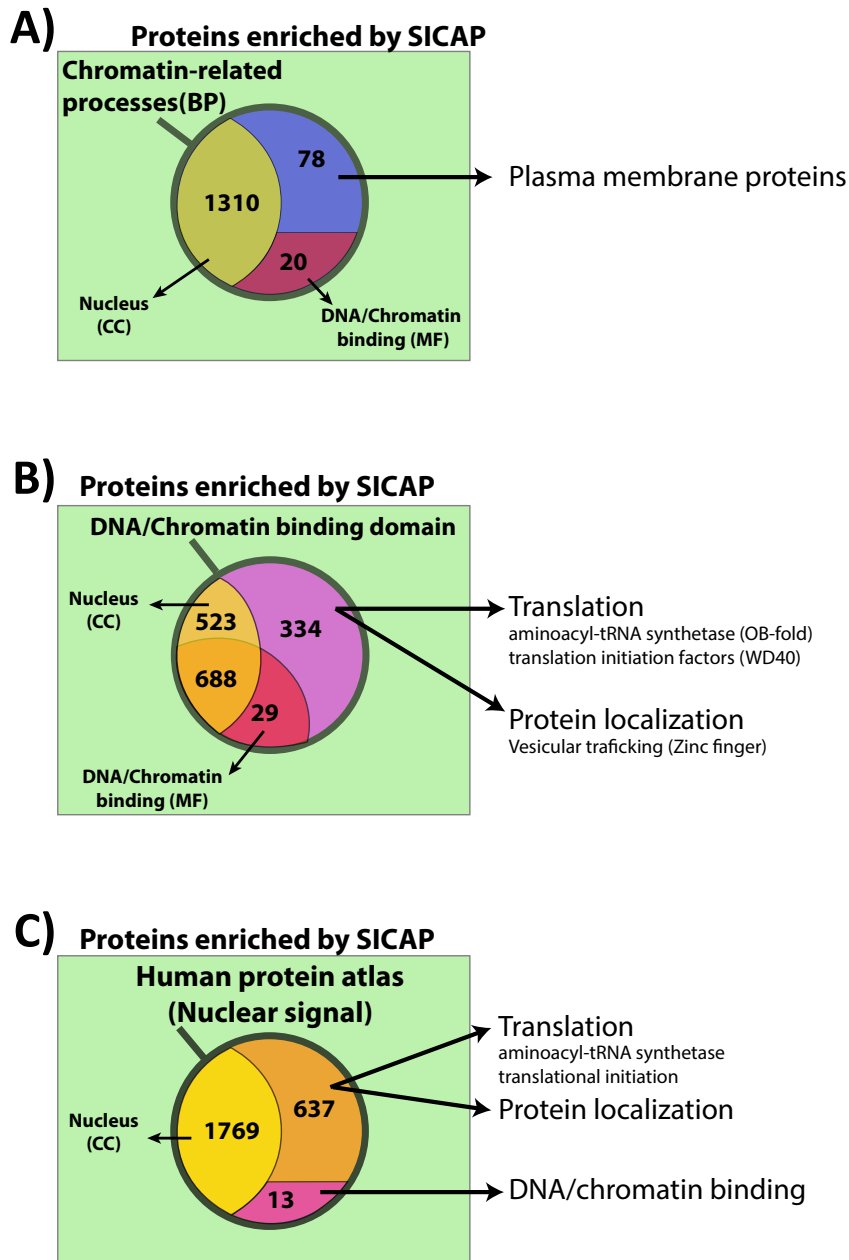 A)
Proteins enriched by SICAP
Chromatin-related
processes(BP)
78
Plasma membrane proteins
1310
20
Nucleus
(CC)
DNA/Chromatin
binding (MF)
B)
Proteins enriched by SICAP
DNA/Chromatin binding domain
Nucleus
(CC)
523
334
688
29
DNA/Chromatin
binding (MF)
Translation
aminoacyl-tRNA synthetase (OB-fold)
translation initiation factors (WD40)
Protein localization
Vesicular traficking (Zinc finger)
C)
Proteins enriched by SICAP
Human protein atlas
(Nuclear signal)
Nucleus
(CC)
1769
637
13
Translation
aminoacyl-tRNA synthetase
translational initiation
Protein localization
DNA/chromatin binding